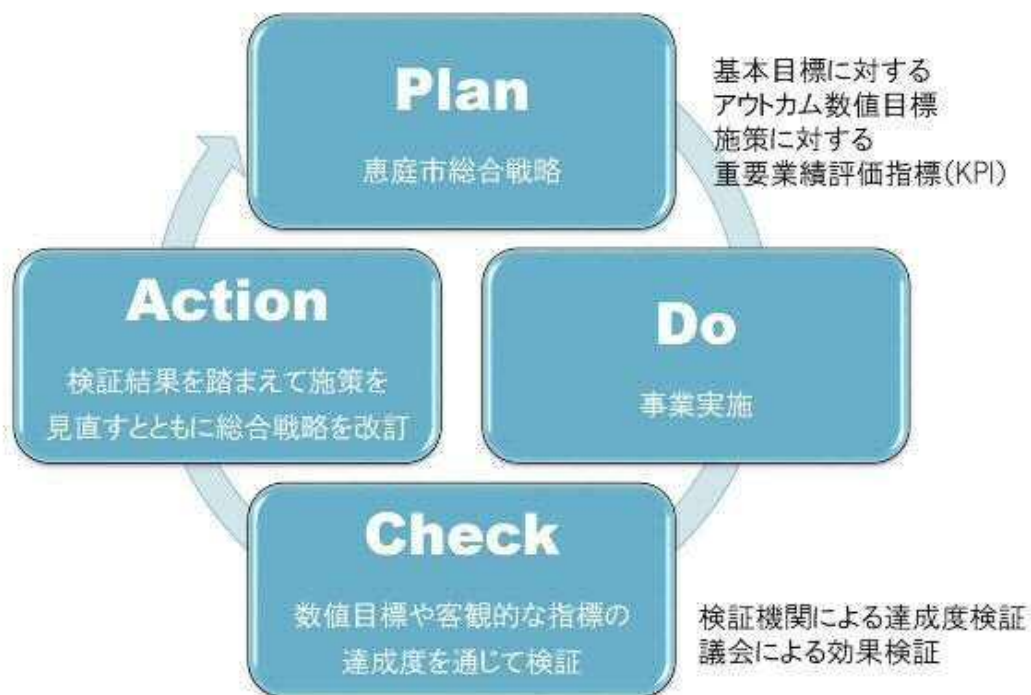 Plan
恵庭市総合戦略
基本目標に対する
アウトカム数値目標
施策に対する
重要業績評価指標(KPI)
Do
事業実施
Check
数値目標や客観的な指標の
達成度を通じて検証
検証機関による達成度検証
議会による効果検証
Action
検証結果を踏まえて施策を
見直すとともに総合戦略を改訂